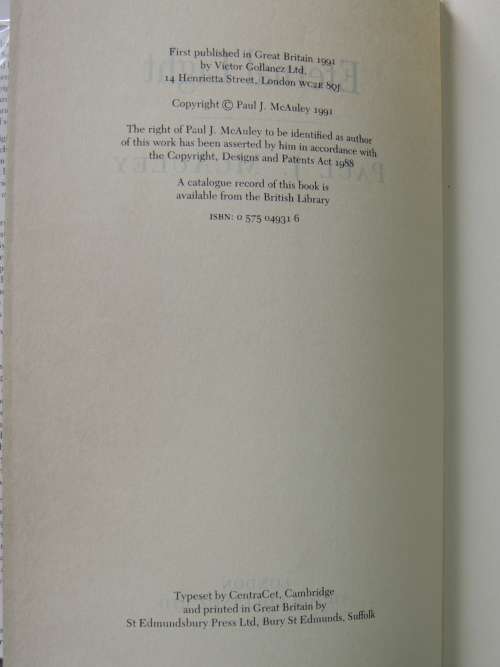 First published in Great Britain 1991
by Victor Gollancz Ltd,
14 Henrietta Street, London WC2E 8QJ
Copyright © Paul J. McAuley 1991
The right of Paul J. McAuley to be identified as author
of this work has been asserted by him in accordance with
the Copyright, Designs and Patents Act 1988
A catalogue record of this book is
available from the British Library
ISBN: 0 575 04931 6
Typeset by CentraCet, Cambridge
and printed in Great Britain by
St Edmundsbury Press Ltd, Bury St Edmunds, Suffolk